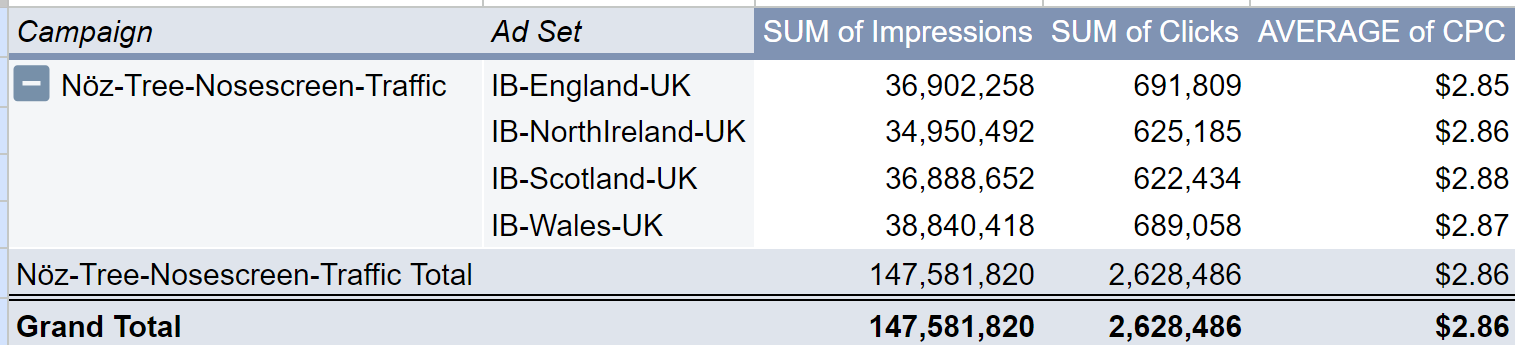 Campaign Ad Set SUM of Impressions SUM of Clicks AVERAGE of CPC
Nöz-Tree-Nosescreen-Traffic IB-England-UK 36,902,258 691,809 $2.85
IB-NorthIreland-UK 34,950,492 625,185 $2.86
IB-Scotland-UK 36,888,652 622,434 $2.88
IB-Wales-UK 38,840,418 689,058 $2.87
Nöz-Tree-Nosescreen-Traffic Total 147,581,820 2,628,486 $2.86
Grand Total 147,581,820 2,628,486 $2.86